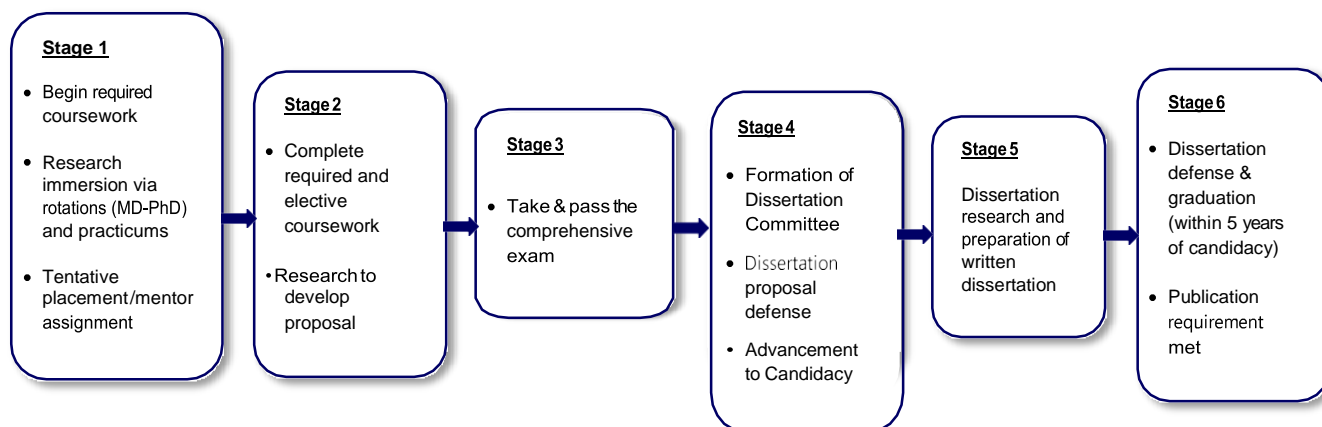 Stage 1
• Begin required
coursework
• Research
immersion via
rotations (MD-PhD)
and practicums
• Tentative
placement/mentor
assignment
Stage 2
• Complete
required and
elective
coursework
• Research to
develop
proposal
Stage 3
• Take & pass the
comprehensive
exam
Stage 4
• Formation of
Dissertation
Committee
• Dissertation
proposal
defense
• Advancement
to Candidacy
Stage 5
Dissertation
research and
preparation of
written
dissertation
Stage 6
• Dissertation
defense &
graduation
(within 5 years
of candidacy)
• Publication
requirement
met